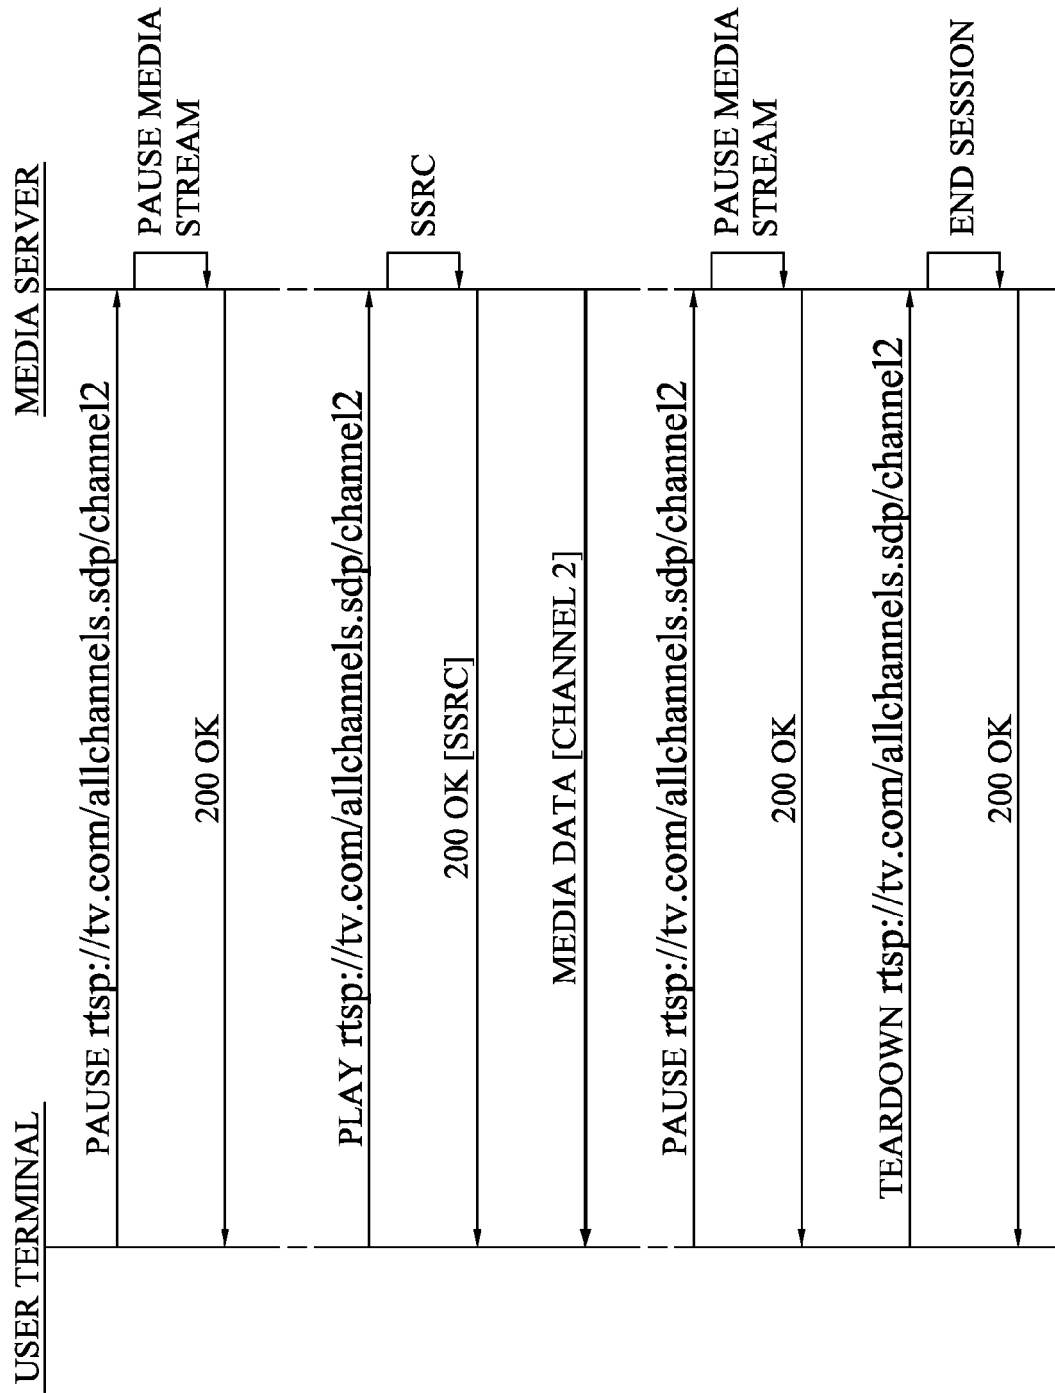 USER TERMINAL
MEDIA SERVER
PAUSE rtsp://tv.com/allchannels.sdp/channel2
PAUSE MEDIA
STREAM
200 OK
PLAY rtsp://tv.com/allchannels.sdp/channel2
SSRC
200 OK [SSRC]
MEDIA DATA [CHANNEL 2]
PAUSE rtsp://tv.com/allchannels.sdp/channel2
PAUSE MEDIA
STREAM
200 OK
TEARDOWN rtsp://tv.com/allchannels.sdp/channel2
END SESSION
200 OK